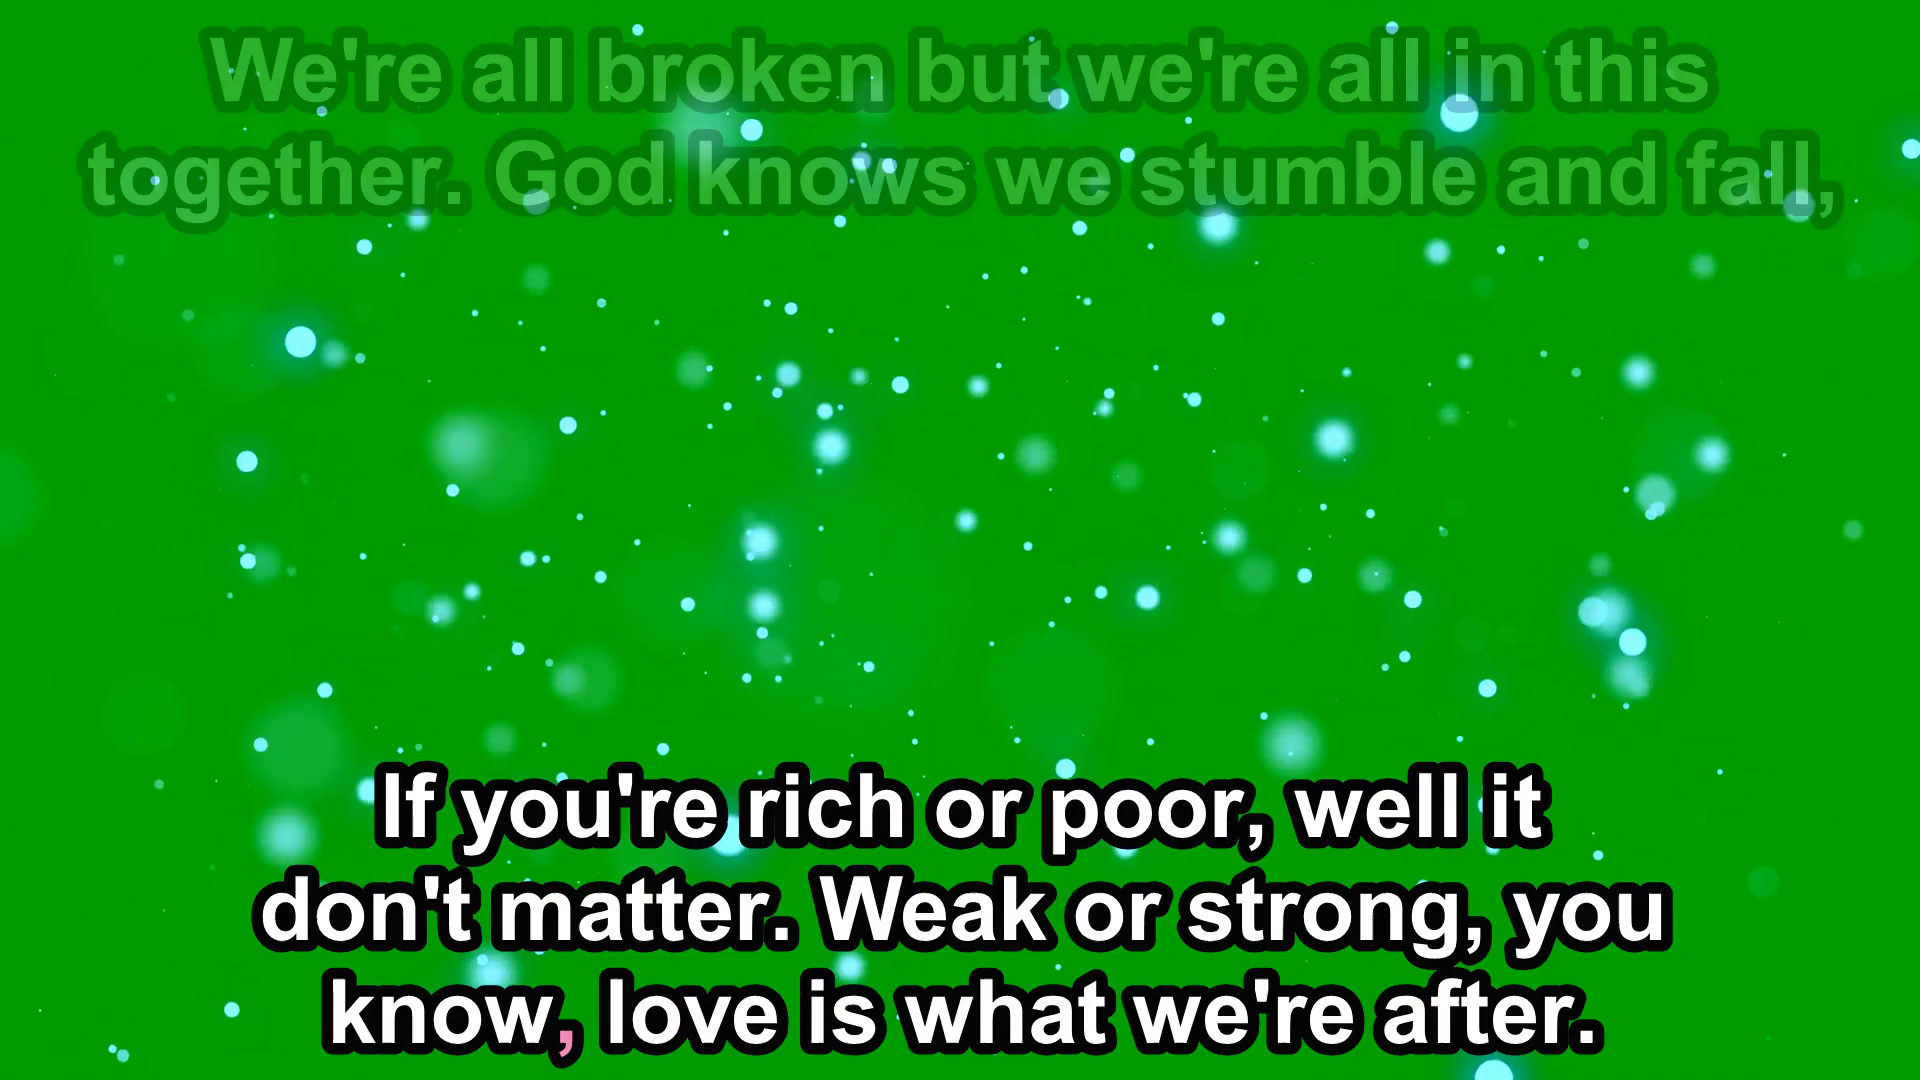 We're all broken but we're all in this
together. God knows we stumble and fall,
If you're rich or poor, well it
don't matter. Weak or strong, you
know, love is what we're after.